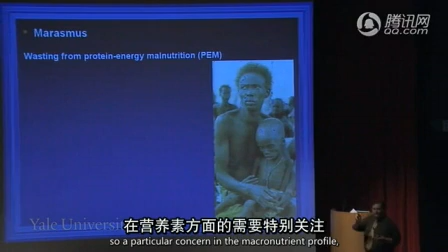 腾讯网
QQ.com
• Marasmus
Wasting from protein-energy malnutrition (PEM)
Yale Univers
在营养素方面的需要特别关注
so a particular concern in the macronutrient profile,